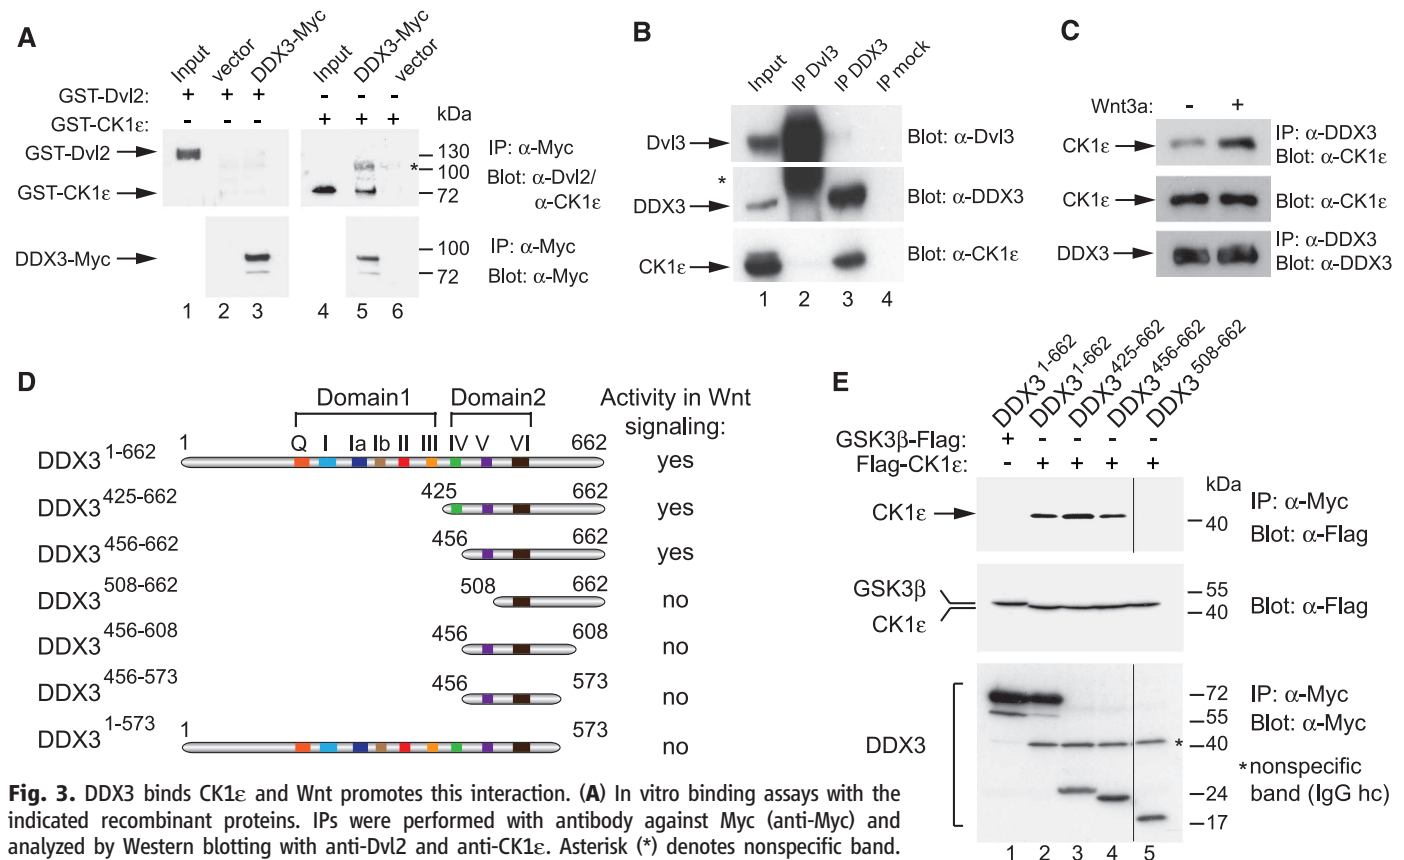 A
Input vector DDX3-Myc Input DDX3-Myc vector
GST-Dvl2: + + + - - -
GST-CK1ε: - - - + + + kDa
GST-Dvl2
GST-CK1ε
130
100
72
*
IP: α-Myc
Blot: α-Dvl2/
α-CK1ε
DDX3-Myc
100
72
IP: α-Myc
Blot: α-Myc
1 2 3 4 5 6
B
Input IP Dvl3 IP DDX3 IP mock
Dvl3 Blot: α-Dvl3
*
DDX3 Blot: α-DDX3
CK1ε Blot: α-CK1ε
1 2 3 4
C
Wnt3a: - +
CK1ε IP: α-DDX3
Blot: α-CK1ε
CK1ε Blot: α-CK1ε
DDX3 IP: α-DDX3
Blot: α-DDX3
D
Domain1 Domain2 Activity in Wnt
signaling:
1 Q I Ia Ib II III IV V VI 662
DDX3 1-662 yes
425 662
DDX3 425-662 yes
456 662
DDX3 456-662 yes
508 662
DDX3 508-662 no
456 608
DDX3 456-608 no
456 573
DDX3 456-573 no
1 573
DDX3 1-573 no
E
DDX3 1-662 DDX3 1-662 DDX3 425-662 DDX3 456-662 DDX3 508-662
GSK3β-Flag: + - - - -
Flag-CK1ε: - + + + +
kDa
CK1ε 40
IP: α-Myc
Blot: α-Flag
GSK3β
CK1ε
55
40
Blot: α-Flag
DDX3
72
55
* 40
24
17
IP: α-Myc
Blot: α-Myc
*nonspecific
band (IgG hc)
1 2 3 4 5
Fig. 3. DDX3 binds CK1ε and Wnt promotes this interaction. (A) In vitro binding assays with the
indicated recombinant proteins. IPs were performed with antibody against Myc (anti-Myc) and
analyzed by Western blotting with anti-Dvl2 and anti-CK1ε. Asterisk (*) denotes nonspecific band.